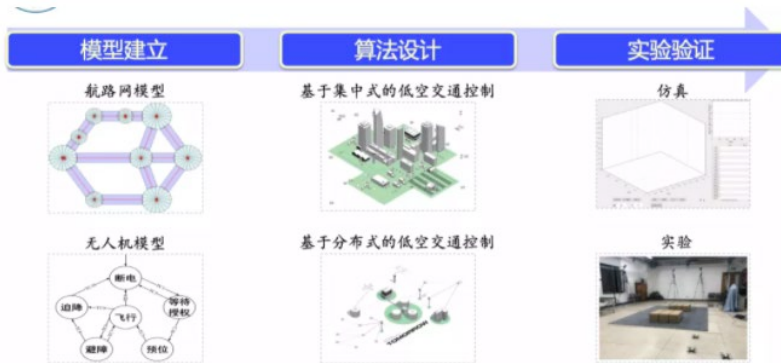 模型建立
算法设计
实验验证
航路网模型
基于集中式的低空交通控制
仿真
无人机模型
基于分布式的低空交通控制
实验
断电
迫降
飞行
等待
授权
避障
预位